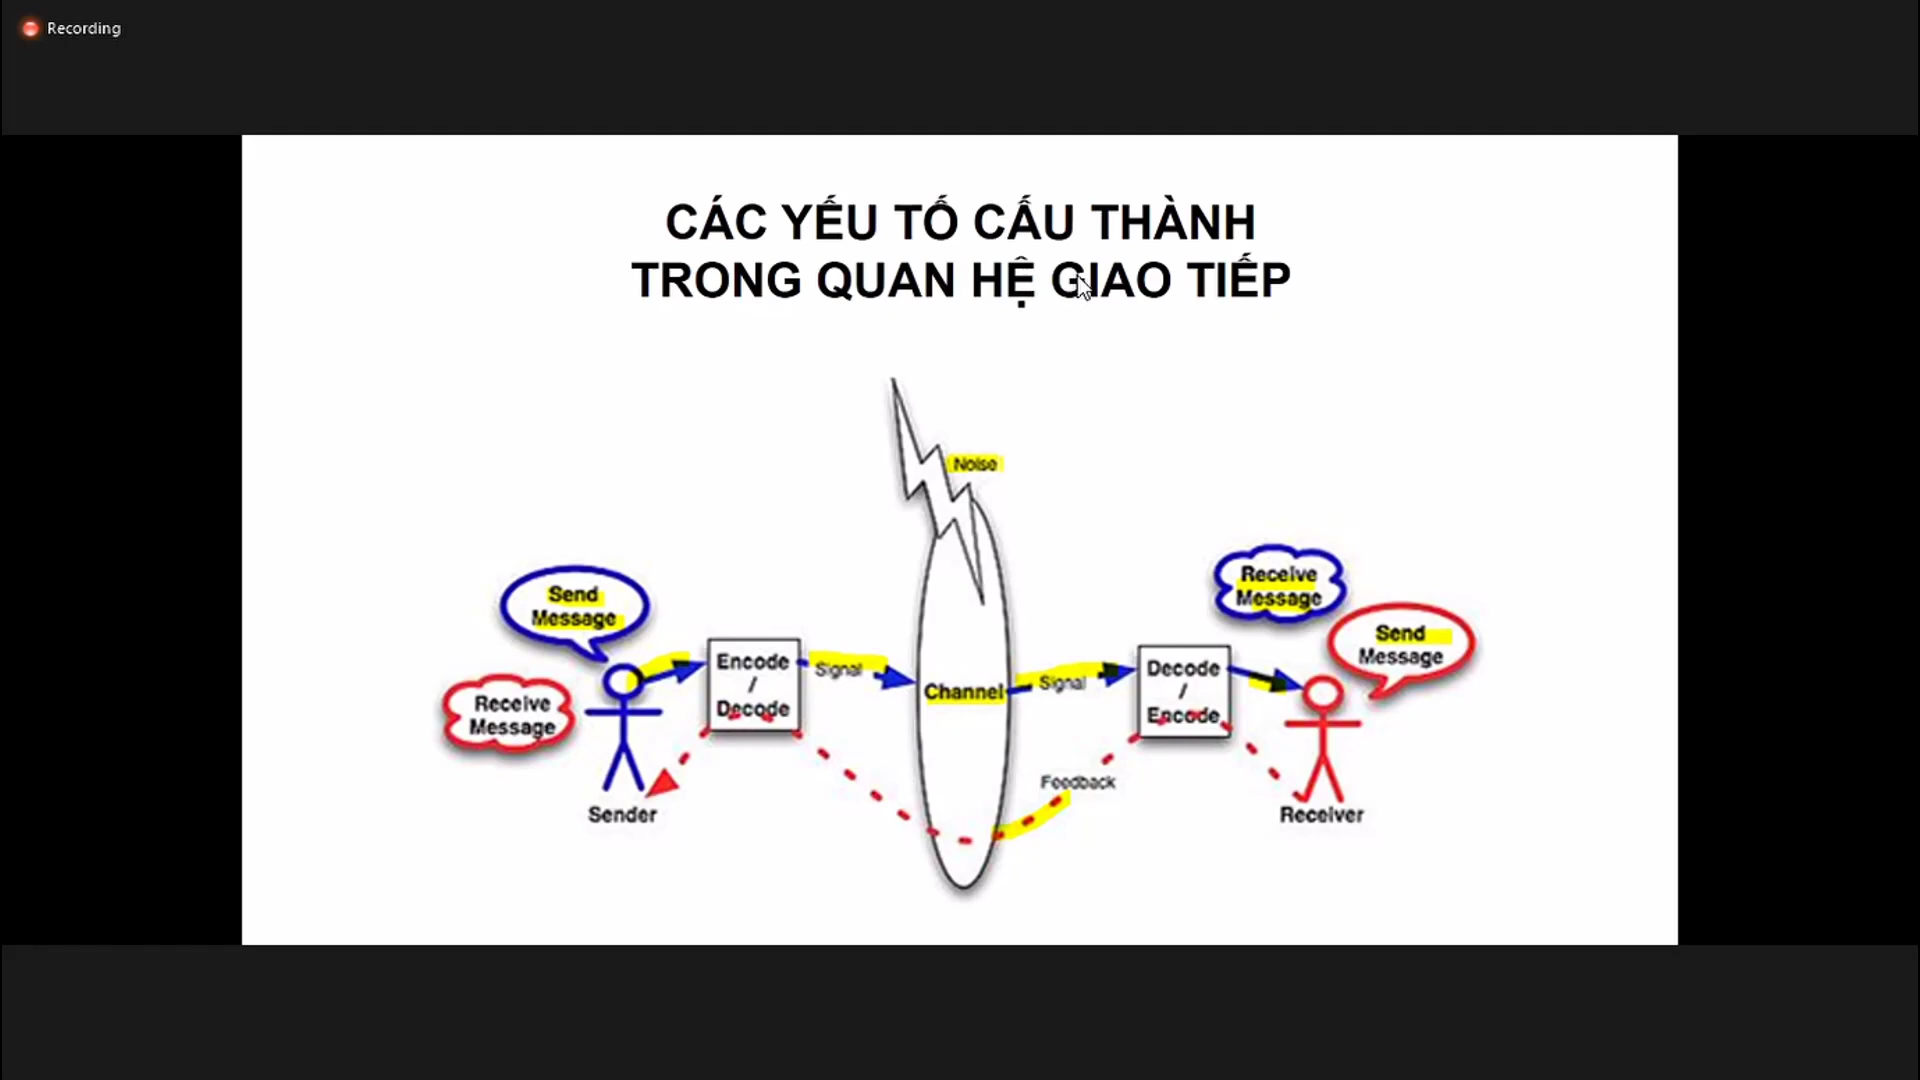 Recording
CÁC YẾU TỐ CẤU THÀNH
TRONG QUAN HỆ GIAO TIẾP
Noise
Send
Message
Receive
Message
Sender
Encode
/
Decode
Signal
Channel
Signal
Feedback
Decode
/
Encode
Receive
Message
Send
Message
Receiver